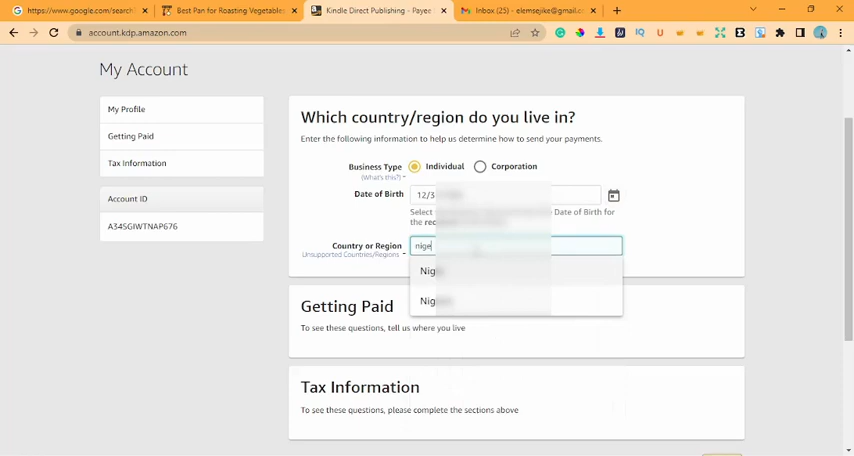 https://www.google.com/search
Best Pan for Roasting Vegetables
Kindle Direct Publishing - Payee
Inbox (25) - elemsejike@gmail.c
account.kdp.amazon.com
My Account
My Profile
Getting Paid
Tax Information
Account ID
A34SGIWTNAP676
Which country/region do you live in?
Enter the following information to help us determine how to send your payments.
Business Type
Individual
Corporation
(What's this?)
Date of Birth
12/3
Select
Date of Birth for
the
Country or Region
nige
Unsupported Countries/Regions
Getting Paid
To see these questions, tell us where you live
Tax Information
To see these questions, please complete the sections above